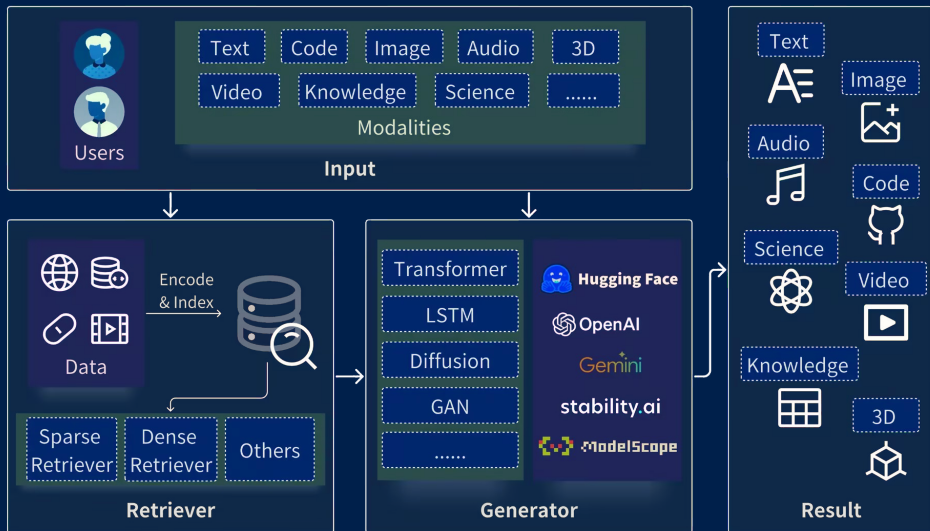 Users
Text
Code
Image
Audio
3D
Video
Knowledge
Science
......
Modalities
Input
Encode
& Index
Data
Sparse
Retriever
Dense
Retriever
Others
Retriever
Transformer
LSTM
Diffusion
GAN
......
Hugging Face
OpenAI
Gemini
stability.ai
ModelScope
Generator
Text
Image
Audio
Code
Science
Video
Knowledge
3D
Result